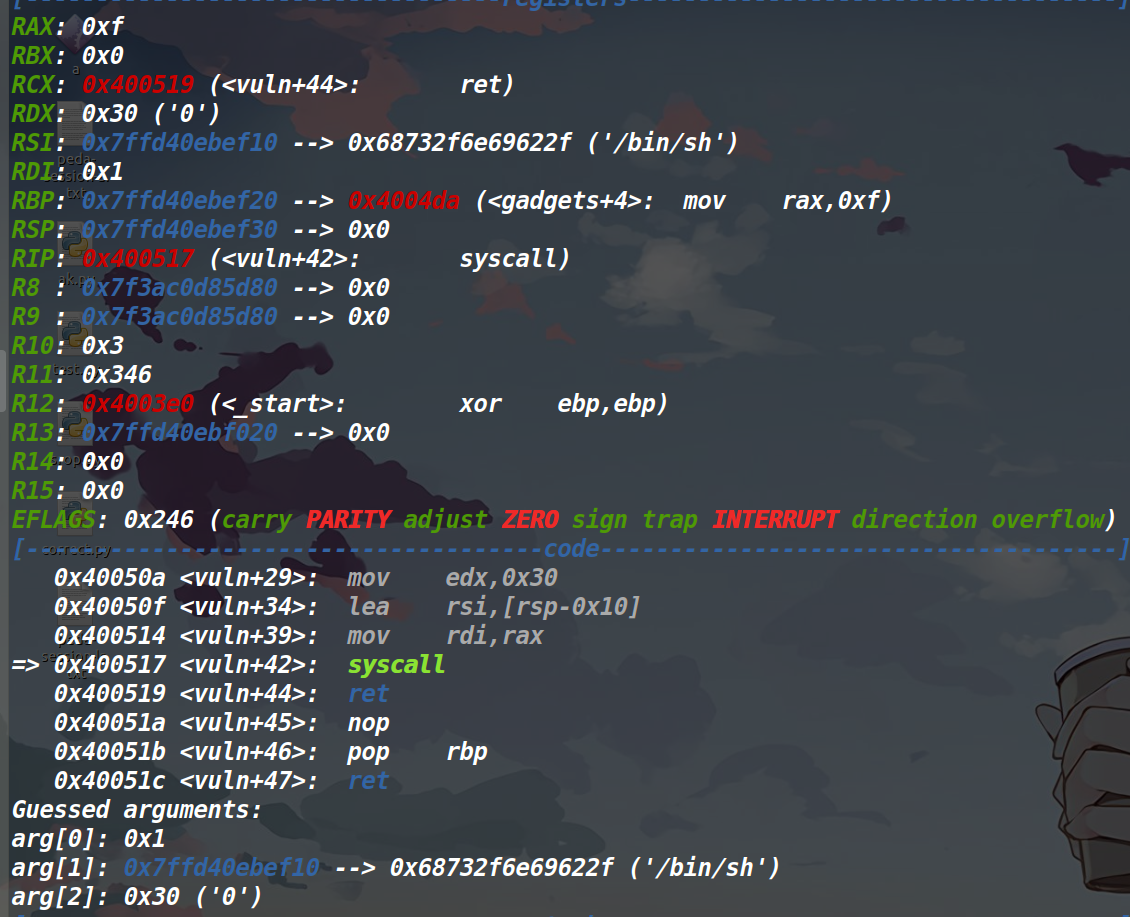 [----------------------------------registers-----------------------------------]
RAX: 0xf
RBX: 0x0
RCX: 0x400519 (<vuln+44>:       ret)
RDX: 0x30 ('0')
RSI: 0x7ffd40ebef10 --> 0x68732f6e69622f ('/bin/sh')
RDI: 0x1
RBP: 0x7ffd40ebef20 --> 0x4004da (<gadgets+4>:  mov    rax,0xf)
RSP: 0x7ffd40ebef30 --> 0x0
RIP: 0x400517 (<vuln+42>:       syscall)
R8 : 0x7f3ac0d85d80 --> 0x0
R9 : 0x7f3ac0d85d80 --> 0x0
R10: 0x3
R11: 0x346
R12: 0x4003e0 (<_start>:        xor    ebp,ebp)
R13: 0x7ffd40ebf020 --> 0x0
R14: 0x0
R15: 0x0
EFLAGS: 0x246 (carry PARITY adjust ZERO sign trap INTERRUPT direction overflow)
[-------------------------------------code-------------------------------------]
   0x40050a <vuln+29>:  mov    edx,0x30
   0x40050f <vuln+34>:  lea    rsi,[rsp-0x10]
   0x400514 <vuln+39>:  mov    rdi,rax
=> 0x400517 <vuln+42>:  syscall
   0x400519 <vuln+44>:  ret
   0x40051a <vuln+45>:  nop
   0x40051b <vuln+46>:  pop    rbp
   0x40051c <vuln+47>:  ret
Guessed arguments:
arg[0]: 0x1
arg[1]: 0x7ffd40ebef10 --> 0x68732f6e69622f ('/bin/sh')
arg[2]: 0x30 ('0')